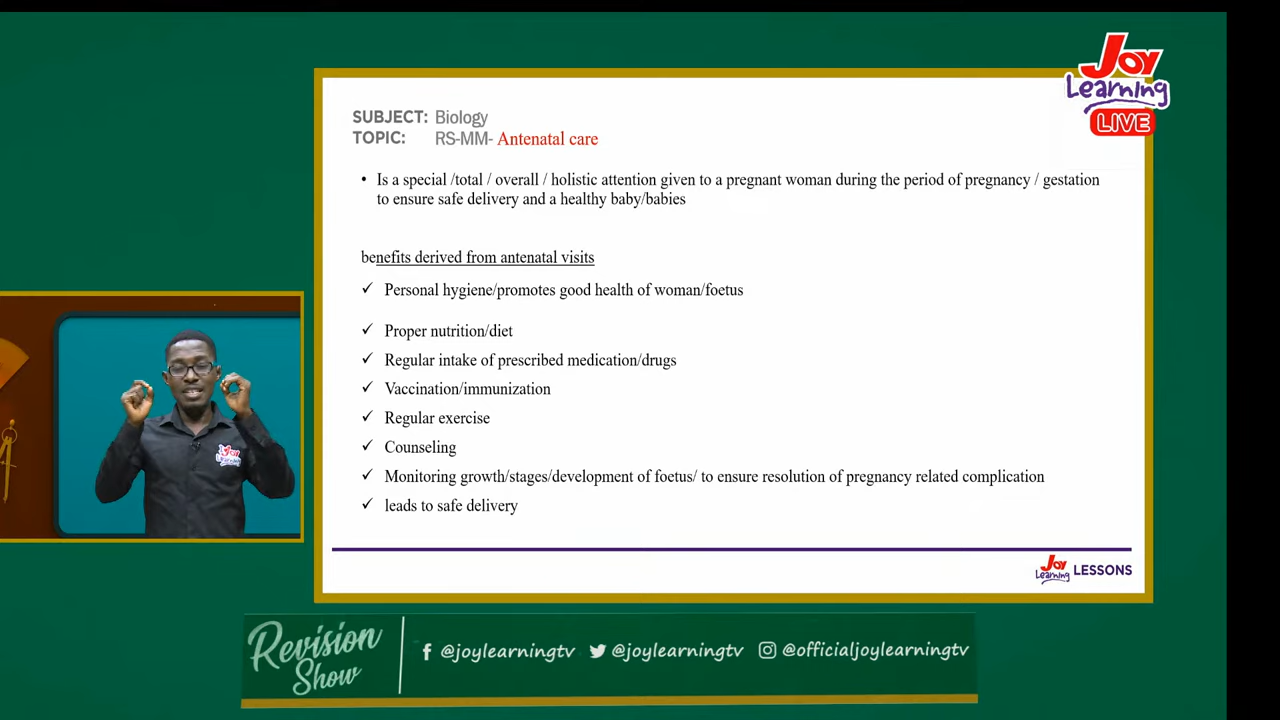 Joy
Learning
LIVE
SUBJECT: Biology
TOPIC: RS-MM- Antenatal care
• Is a special /total / overall / holistic attention given to a pregnant woman during the period of pregnancy / gestation
to ensure safe delivery and a healthy baby/babies
benefits derived from antenatal visits
✓ Personal hygiene/promotes good health of woman/foetus
✓ Proper nutrition/diet
✓ Regular intake of prescribed medication/drugs
✓ Vaccination/immunization
✓ Regular exercise
✓ Counseling
✓ Monitoring growth/stages/development of foetus/ to ensure resolution of pregnancy related complication
✓ leads to safe delivery
Joy
Learning LESSONS
Joy
Learning
Revision
Show
@joylearningtv @joylearningtv @officialjoylearningtv